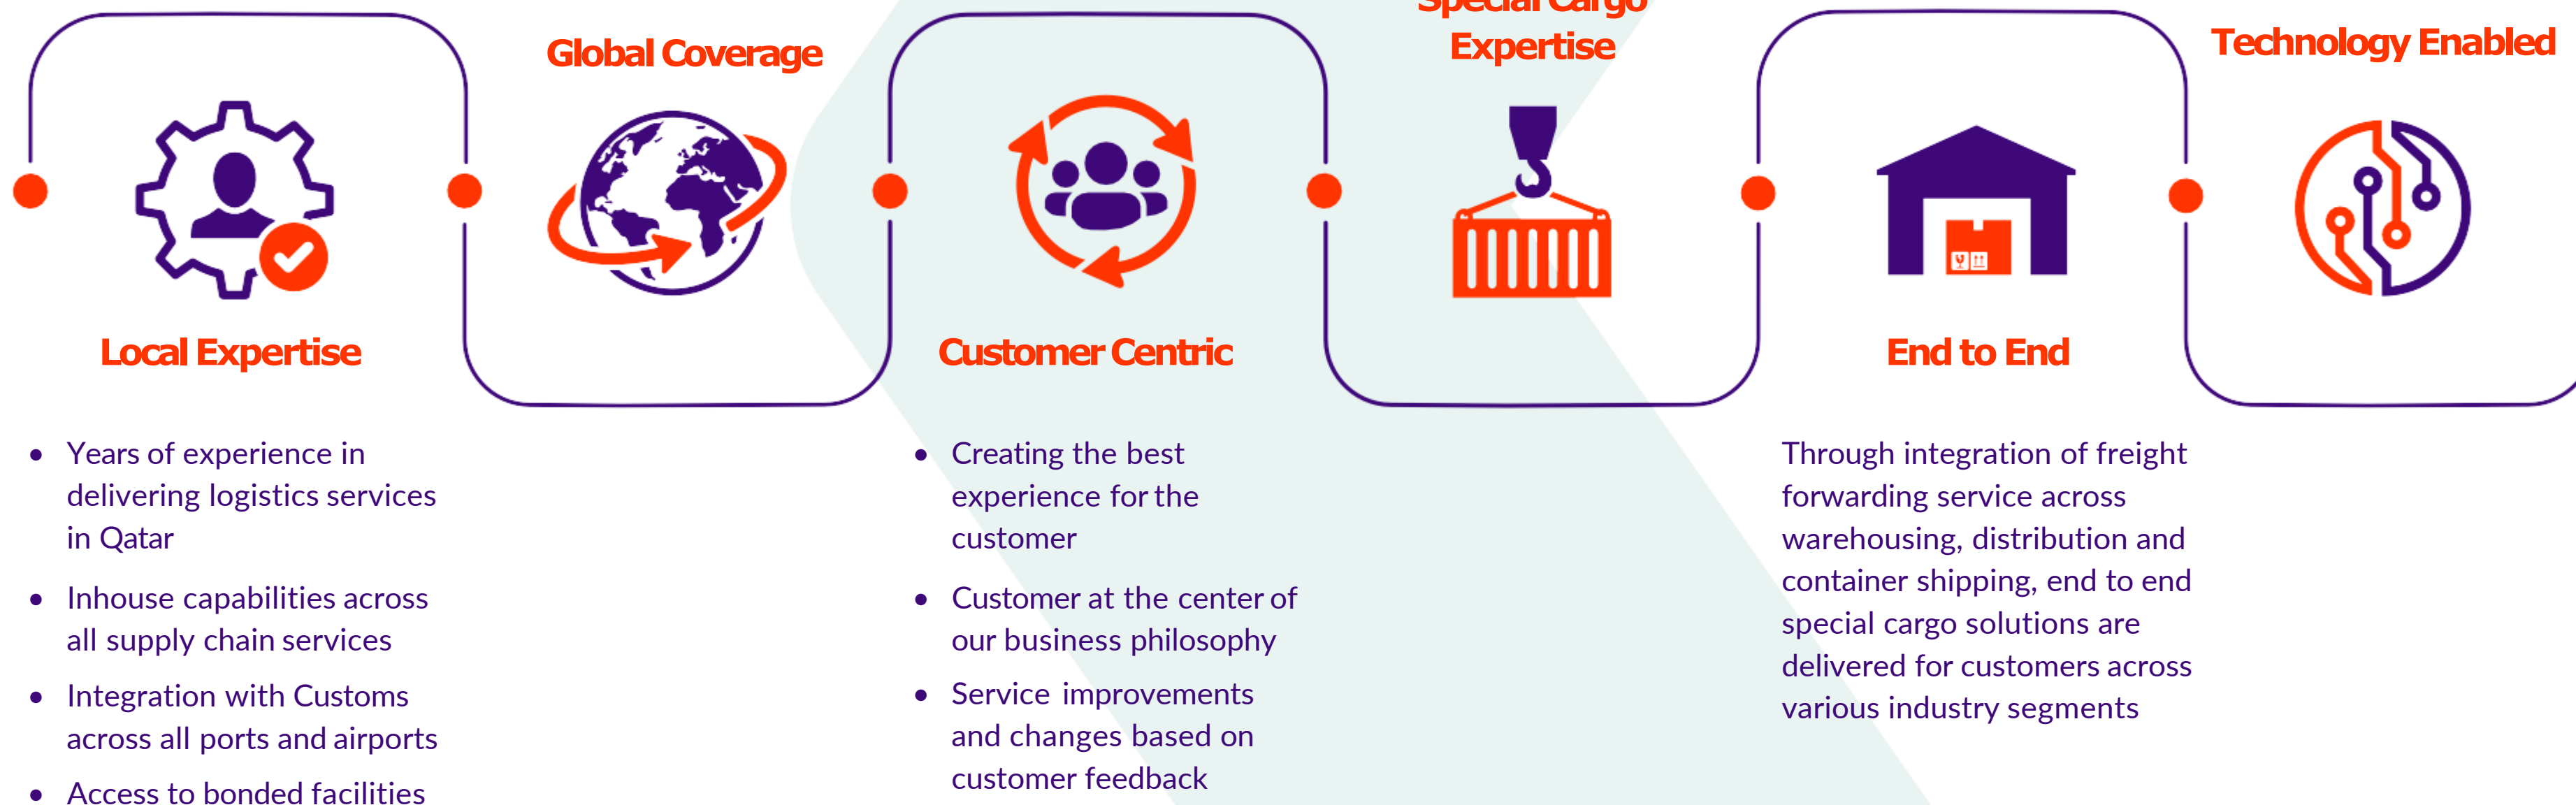 Special Cargo
Expertise
Global Coverage
Technology Enabled
Local Expertise
Customer Centric
End to End
• Years of experience in
delivering logistics services
in Qatar
• Inhouse capabilities across
all supply chain services
• Integration with Customs
across all ports and airports
• Access to bonded facilities
• Creating the best
experience for the
customer
• Customer at the center of
our business philosophy
• Service improvements
and changes based on
customer feedback
Through integration of freight
forwarding service across
warehousing, distribution and
container shipping, end to end
special cargo solutions are
delivered for customers across
various industry segments